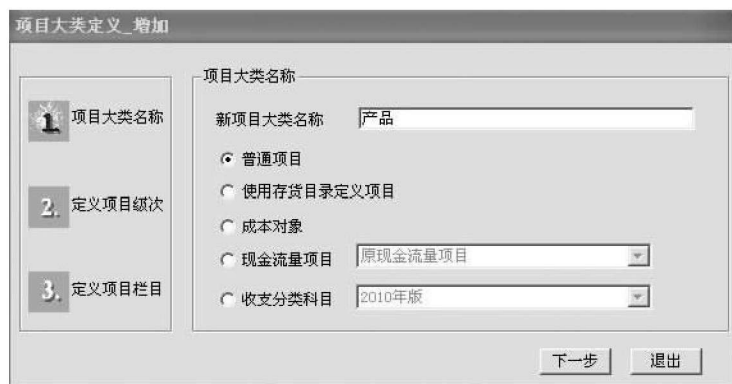 项目大类定义_增加
1. 项目大类名称
2. 定义项目级次
3. 定义项目栏目
项目大类名称
新项目大类名称 产品
普通项目
使用存货目录定义项目
成本对象
现金流量项目 原现金流量项目
收支分类科目 2010年版
下一步 退出